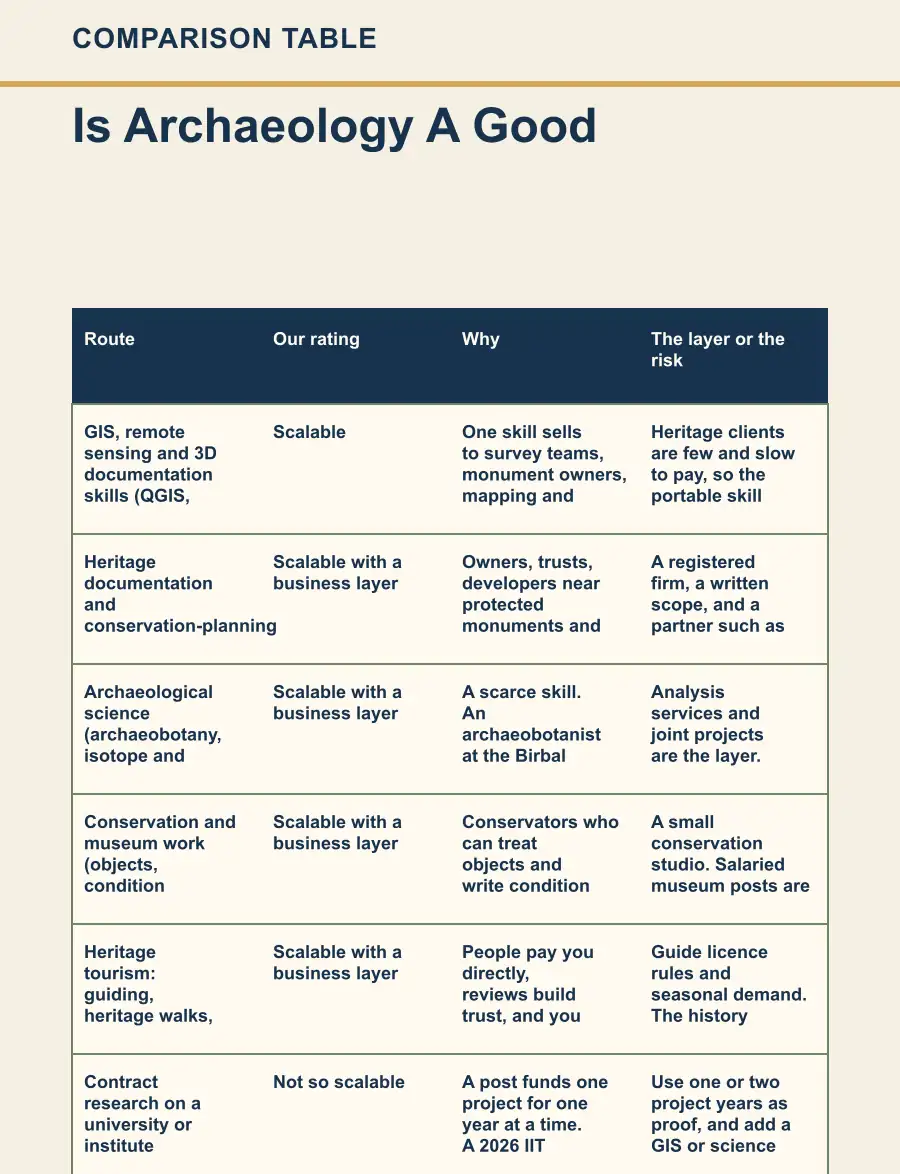 COMPARISON TABLE
Is Archaeology A Good
Route
Our rating
Why
The layer or the
risk
GIS, remote
sensing and 3D
documentation
skills (QGIS,
Scalable
One skill sells
to survey teams,
monument owners,
mapping and
Heritage clients
are few and slow
to pay, so the
portable skill
Heritage
documentation
and
conservation-planning
Scalable with a
business layer
Owners, trusts,
developers near
protected
monuments and
A registered
firm, a written
scope, and a
partner such as
Archaeological
science
(archaeobotany,
isotope and
Scalable with a
business layer
A scarce skill.
An
archaeobotanist
at the Birbal
Analysis
services and
joint projects
are the layer.
Conservation and
museum work
(objects,
condition
Scalable with a
business layer
Conservators who
can treat
objects and
write condition
A small
conservation
studio. Salaried
museum posts are
Heritage
tourism:
guiding,
heritage walks,
Scalable with a
business layer
People pay you
directly,
reviews build
trust, and you
Guide licence
rules and
seasonal demand.
The history
Contract
research on a
university or
institute
Not so scalable
A post funds one
project for one
year at a time.
A 2026 IIT
Use one or two
project years as
proof, and add a
GIS or science